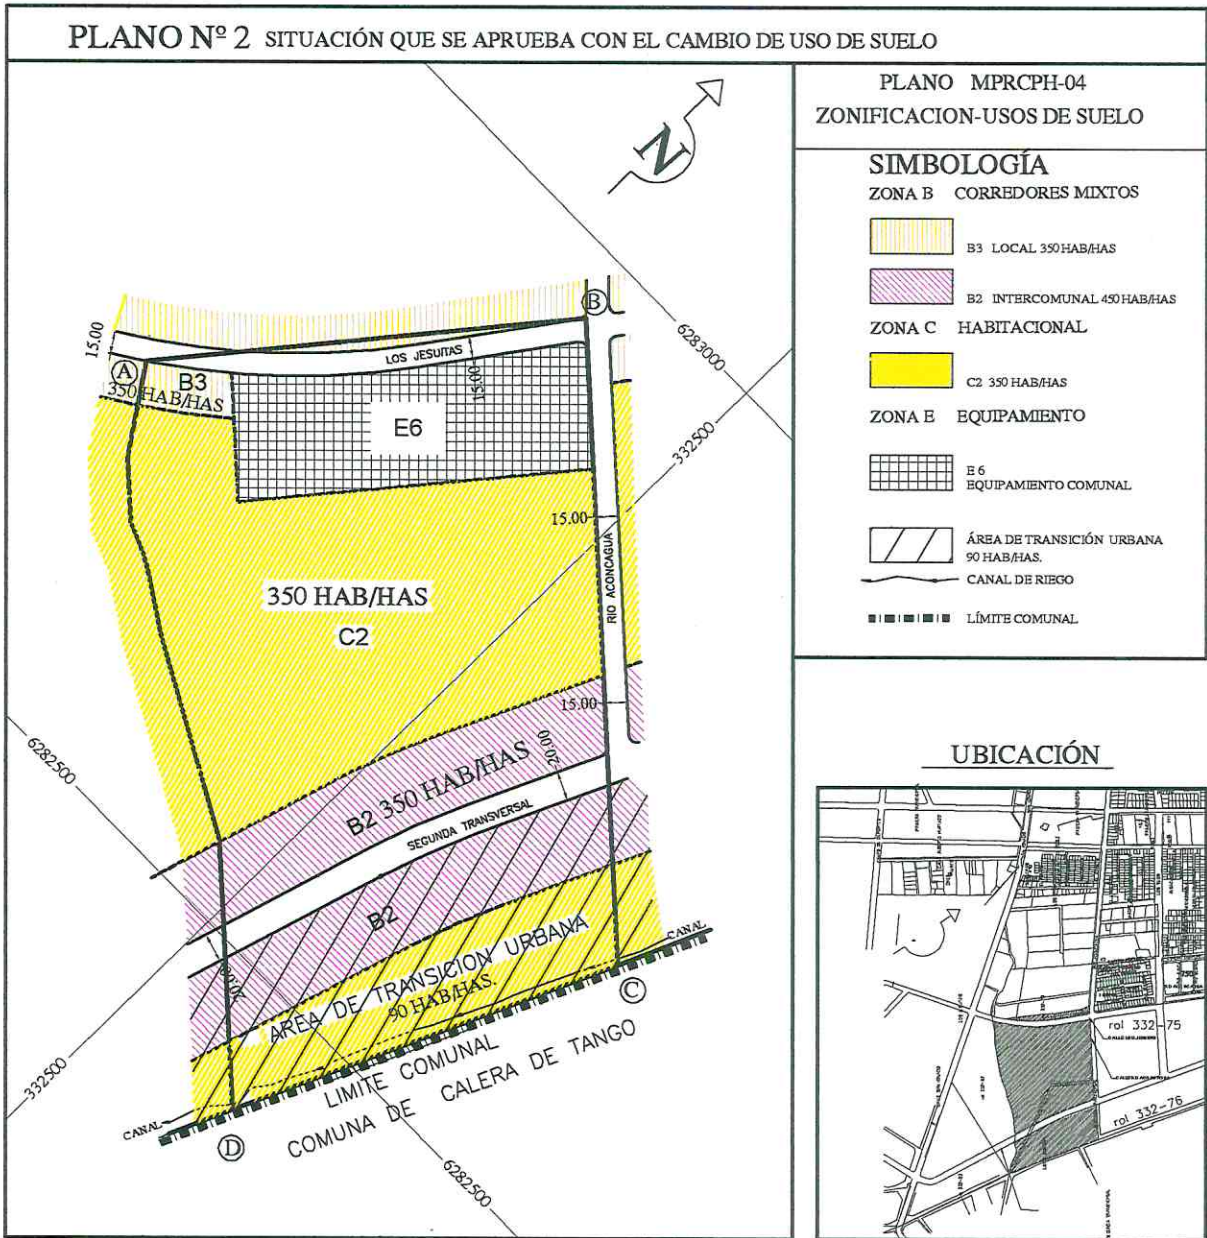 PLANO Nº 2 SITUACIÓN QUE SE APRUEBA CON EL CAMBIO DE USO DE SUELO
PLANO MPRCPH-04
ZONIFICACION-USOS DE SUELO
SIMBOLOGÍA
ZONA B CORREDORES MIXTOS
B3 LOCAL 350 HAB/HAS
B2 INTERCOMUNAL 450 HAB/HAS
ZONA C HABITACIONAL
C2 350 HAB/HAS
ZONA E EQUIPAMIENTO
E 6
EQUIPAMIENTO COMUNAL
ÁREA DE TRANSICIÓN URBANA
90 HAB/HAS.
CANAL DE RIEGO
LÍMITE COMUNAL
N
B
6283000
15.00
LOS JESUITAS
A
B3
15.00
350 HAB/HAS
E6
332500
15.00
RIO ACONCAGUA
350 HAB/HAS
C2
15.00
6282500
20.00
B2 350 HAB/HAS
SEGUNDA TRANSVERSAL
B2
20.00
AREA DE TRANSICION URBANA
90 HAB/HAS.
CANAL
C
332500
LIMITE COMUNAL
COMUNA DE CALERA DE TANGO
CANAL
D
6282500
UBICACIÓN
rol 332-75
rol 332-76